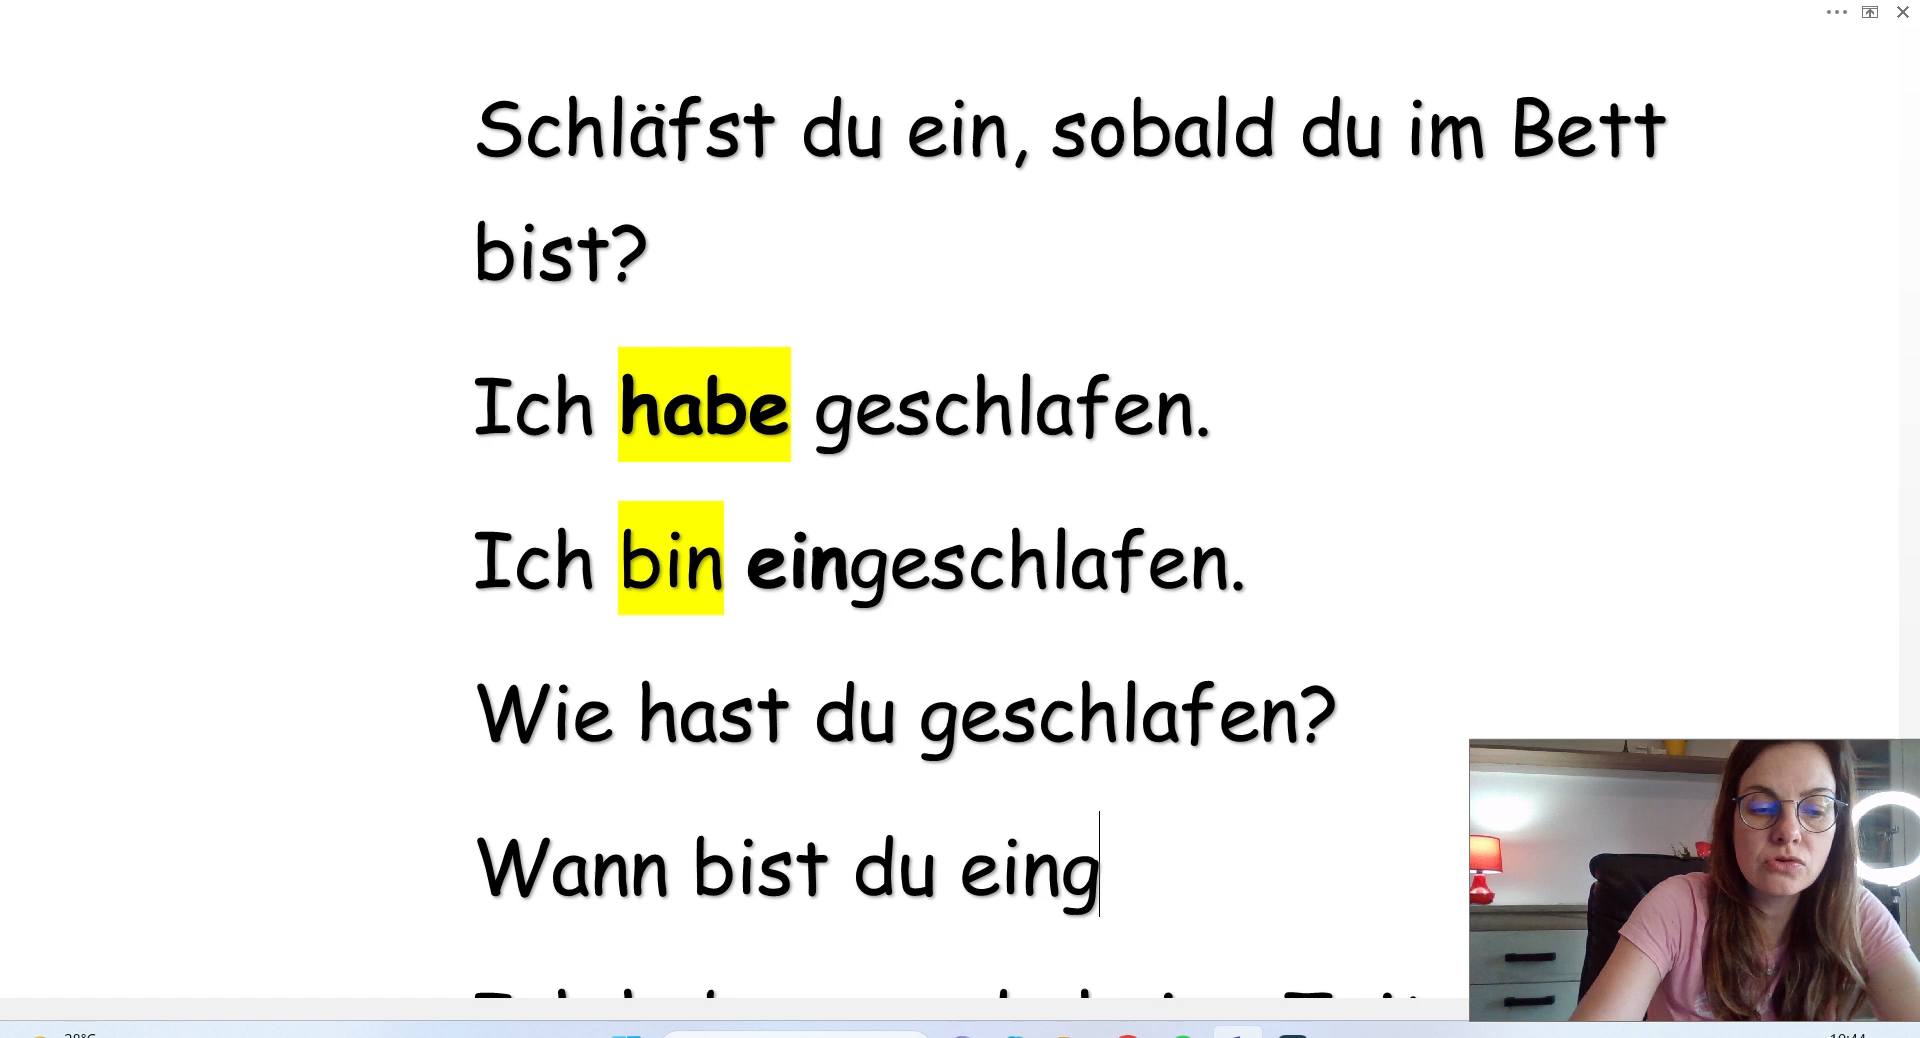 Schläfst du ein, sobald du im Bett
bist?
Ich habe geschlafen.
Ich bin eingeschlafen.
Wie hast du geschlafen?
Wann bist du eing